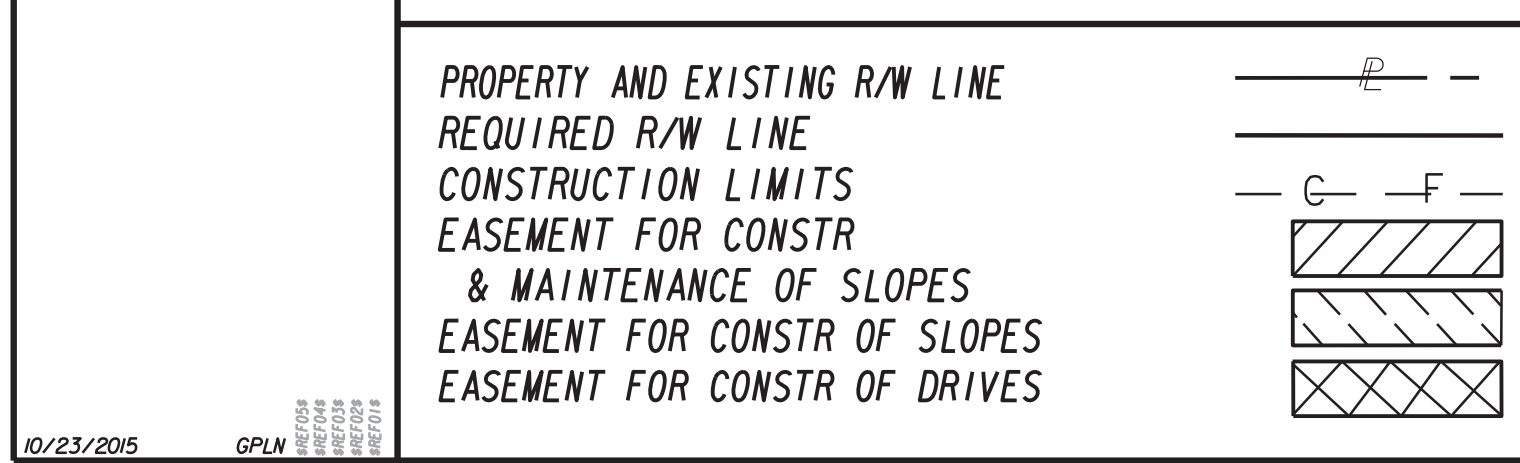 PROPERTY AND EXISTING R/W LINE
PL
REQUIRED R/W LINE
CONSTRUCTION LIMITS
C F
EASEMENT FOR CONSTR
& MAINTENANCE OF SLOPES
EASEMENT FOR CONSTR OF SLOPES
EASEMENT FOR CONSTR OF DRIVES
10/23/2015 GPLN
$REF05$
$REF04$
$REF03$
$REF02$
$REF01$